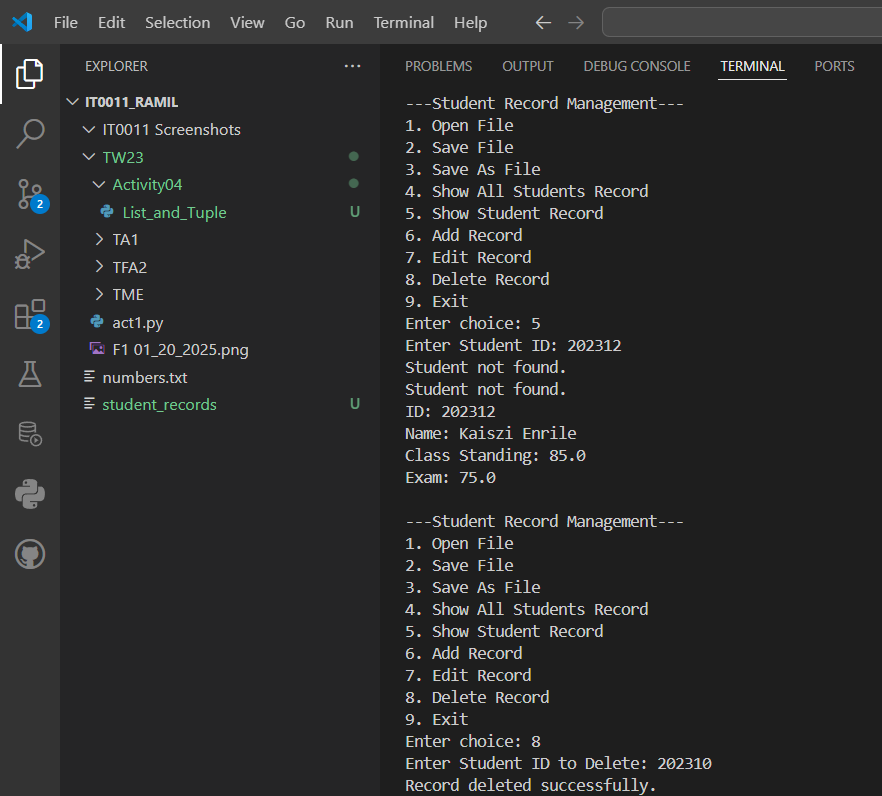 File Edit Selection View Go Run Terminal Help
EXPLORER
IT0011_RAMIL
IT0011 Screenshots
TW23
Activity04
List_and_Tuple U
TA1
TFA2
TME
act1.py
F1 01_20_2025.png
numbers.txt
student_records U
2
2
PROBLEMS OUTPUT DEBUG CONSOLE TERMINAL PORTS
---Student Record Management---
1. Open File
2. Save File
3. Save As File
4. Show All Students Record
5. Show Student Record
6. Add Record
7. Edit Record
8. Delete Record
9. Exit
Enter choice: 5
Enter Student ID: 202312
Student not found.
Student not found.
ID: 202312
Name: Kaiszi Enrile
Class Standing: 85.0
Exam: 75.0
---Student Record Management---
1. Open File
2. Save File
3. Save As File
4. Show All Students Record
5. Show Student Record
6. Add Record
7. Edit Record
8. Delete Record
9. Exit
Enter choice: 8
Enter Student ID to Delete: 202310
Record deleted successfully.